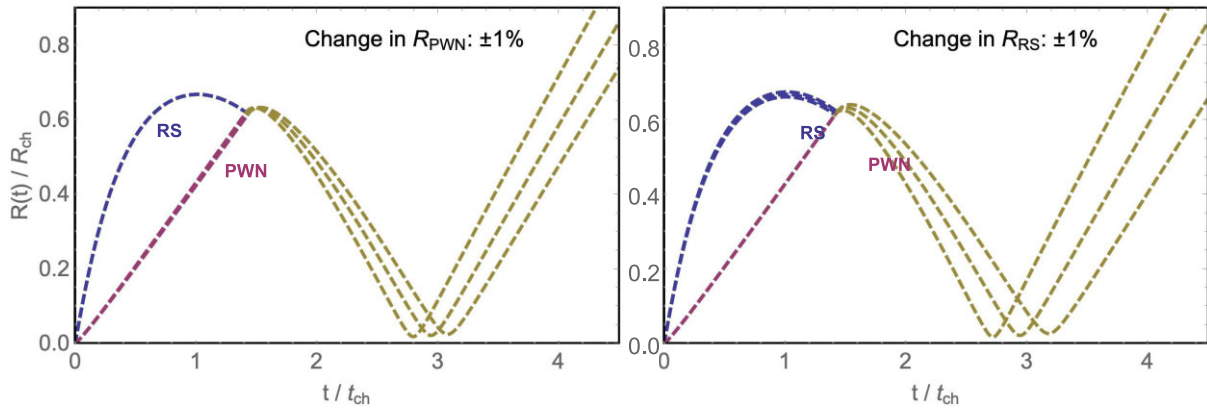 Change in R_PWN: ±1%
RS
PWN
0.8
0.6
0.4
0.2
0.0
0 1 2 3 4
R(t) / R_ch
t / t_ch
Change in R_RS: ±1%
RS
PWN
0.8
0.6
0.4
0.2
0.0
0 1 2 3 4
t / t_ch